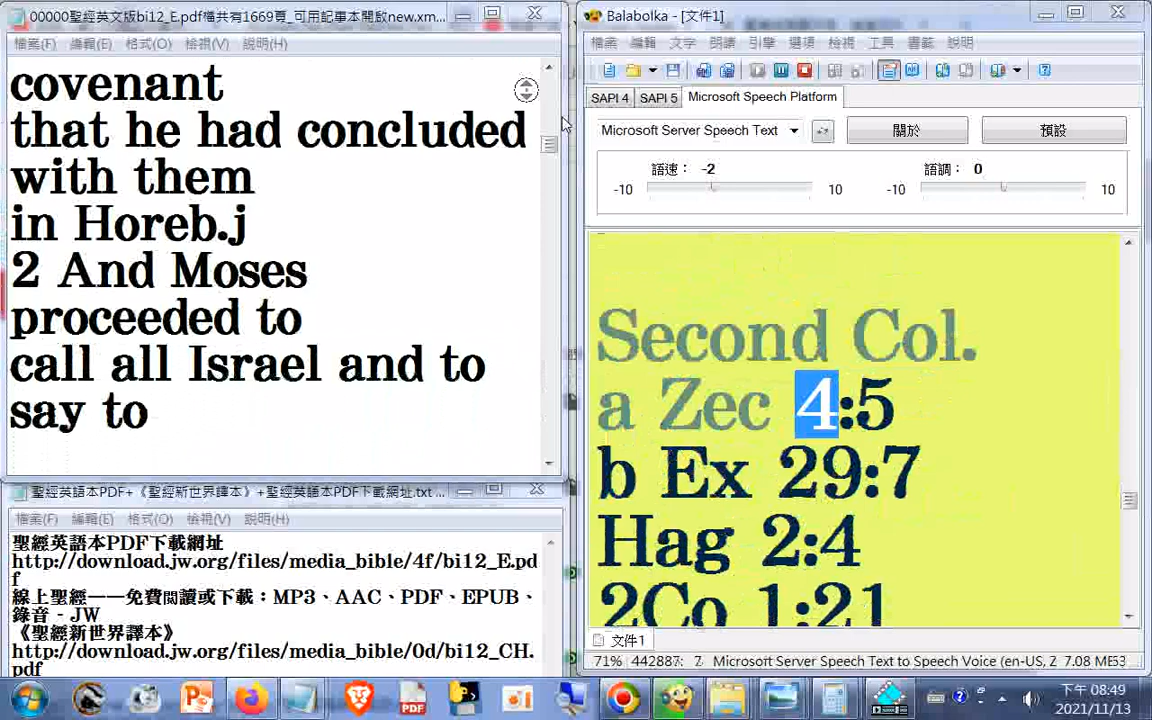 00000聖經英文版bi12_E.pdf檔共有1669頁_可用記事本開啟new.xm...
檔案(F) 編輯(E) 格式(O) 檢視(V) 說明(H)
covenant
that he had concluded
with them
in Horeb.j
2 And Moses
proceeded to
call all Israel and to
say to
聖經英語本PDF+《聖經新世界譯本》+聖經英語本PDF下載網址.txt ...
檔案(F) 編輯(E) 格式(O) 檢視(V) 說明(H)
聖經英語本PDF下載網址
http://download.jw.org/files/media_bible/4f/bi12_E.pd
f
線上聖經——免費閱讀或下載：MP3、AAC、PDF、EPUB、
錄音 - JW
《聖經新世界譯本》
http://download.jw.org/files/media_bible/0d/bi12_CH.
pdf
Balabolka - [文件1]
檔案 編輯 文字 朗讀 引擎 選項 檢視 工具 書籤 說明
SAPI 4 SAPI 5 Microsoft Speech Platform
Microsoft Server Speech Text 關於 預設
語速： -2 語調： 0
-10 10 -10 10
Second Col.
a Zec 4:5
b Ex 29:7
Hag 2:4
2Co 1:21
文件1
71% 442887: 7 Microsoft Server Speech Text to Speech Voice (en-US, Z 7.08 ME53
PDF
下午 08:49
2021/11/13